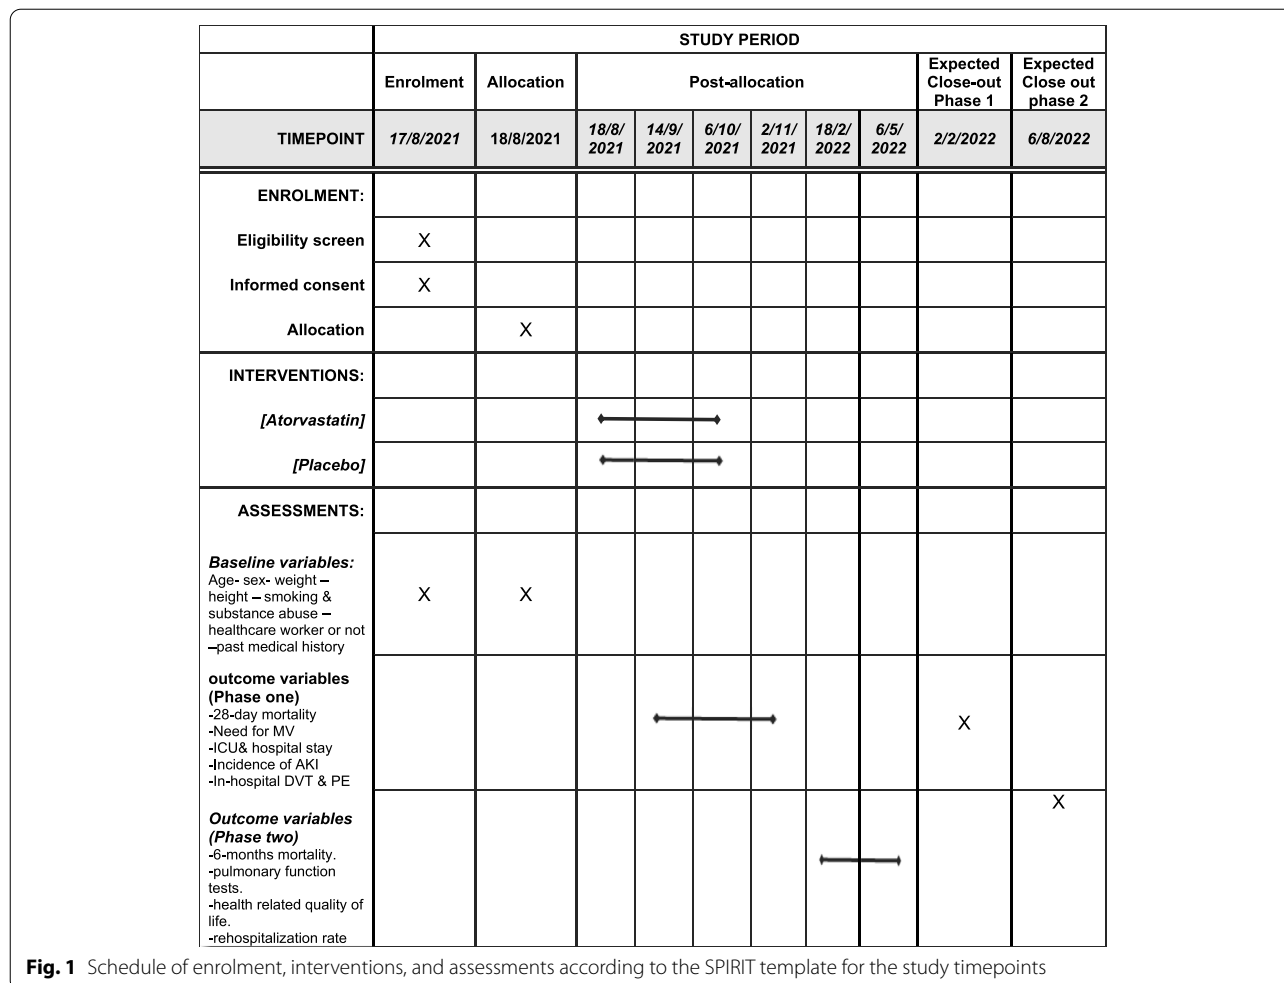 STUDY PERIOD
Enrolment Allocation Post-allocation Expected Close-out Phase 1 Expected Close out phase 2
TIMEPOINT 17/8/2021 18/8/2021 18/8/2021 14/9/2021 6/10/2021 2/11/2021 18/2/2022 6/5/2022 2/2/2022 6/8/2022
ENROLMENT:
Eligibility screen X
Informed consent X
Allocation X
INTERVENTIONS:
[Atorvastatin]
[Placebo]
ASSESSMENTS:
Baseline variables:
Age- sex- weight –
height – smoking &
substance abuse –
healthcare worker or not
–past medical history
X X
outcome variables
(Phase one)
-28-day mortality
-Need for MV
-ICU& hospital stay
-Incidence of AKI
-In-hospital DVT & PE
X
X
Outcome variables
(Phase two)
-6-months mortality.
-pulmonary function
tests.
-health related quality of
life.
-rehospitalization rate
Fig. 1 Schedule of enrolment, interventions, and assessments according to the SPIRIT template for the study timepoints